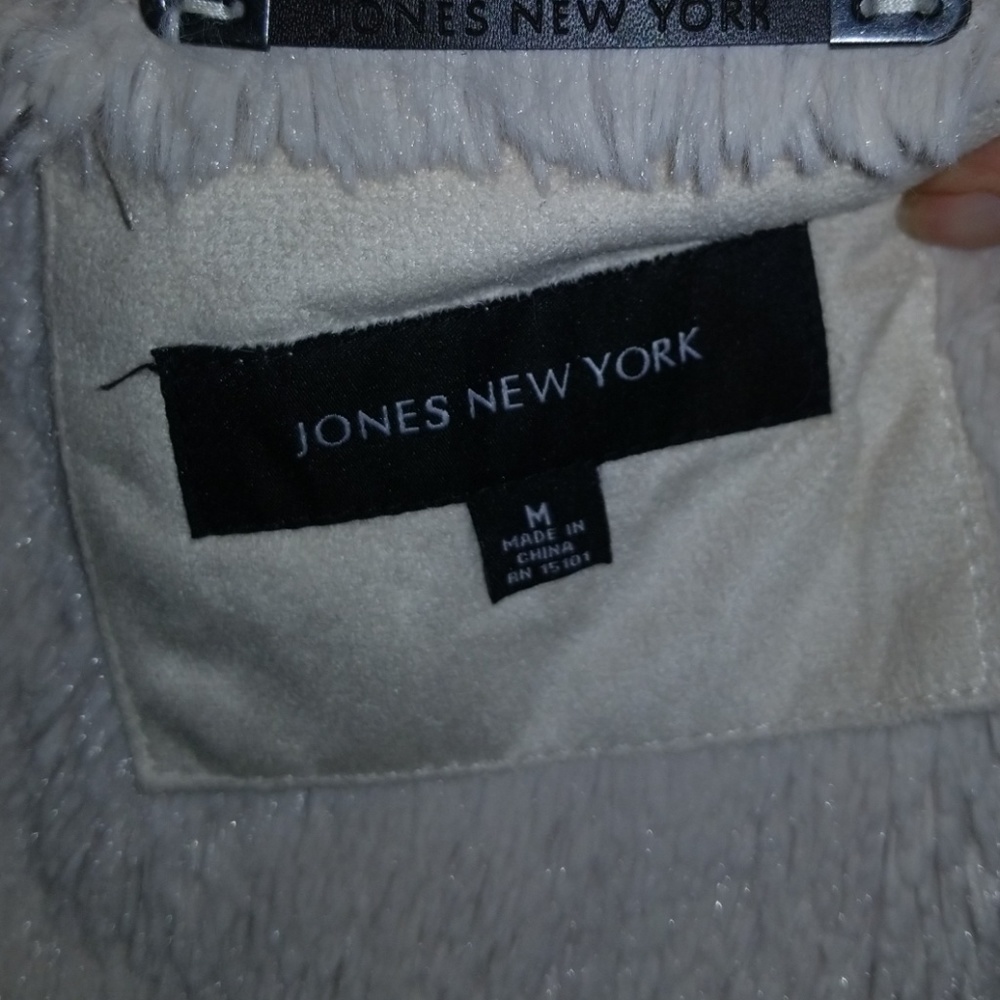 JONES NEW YORK
JONES NEW YORK
M
MADE IN
CHINA
RN 15101